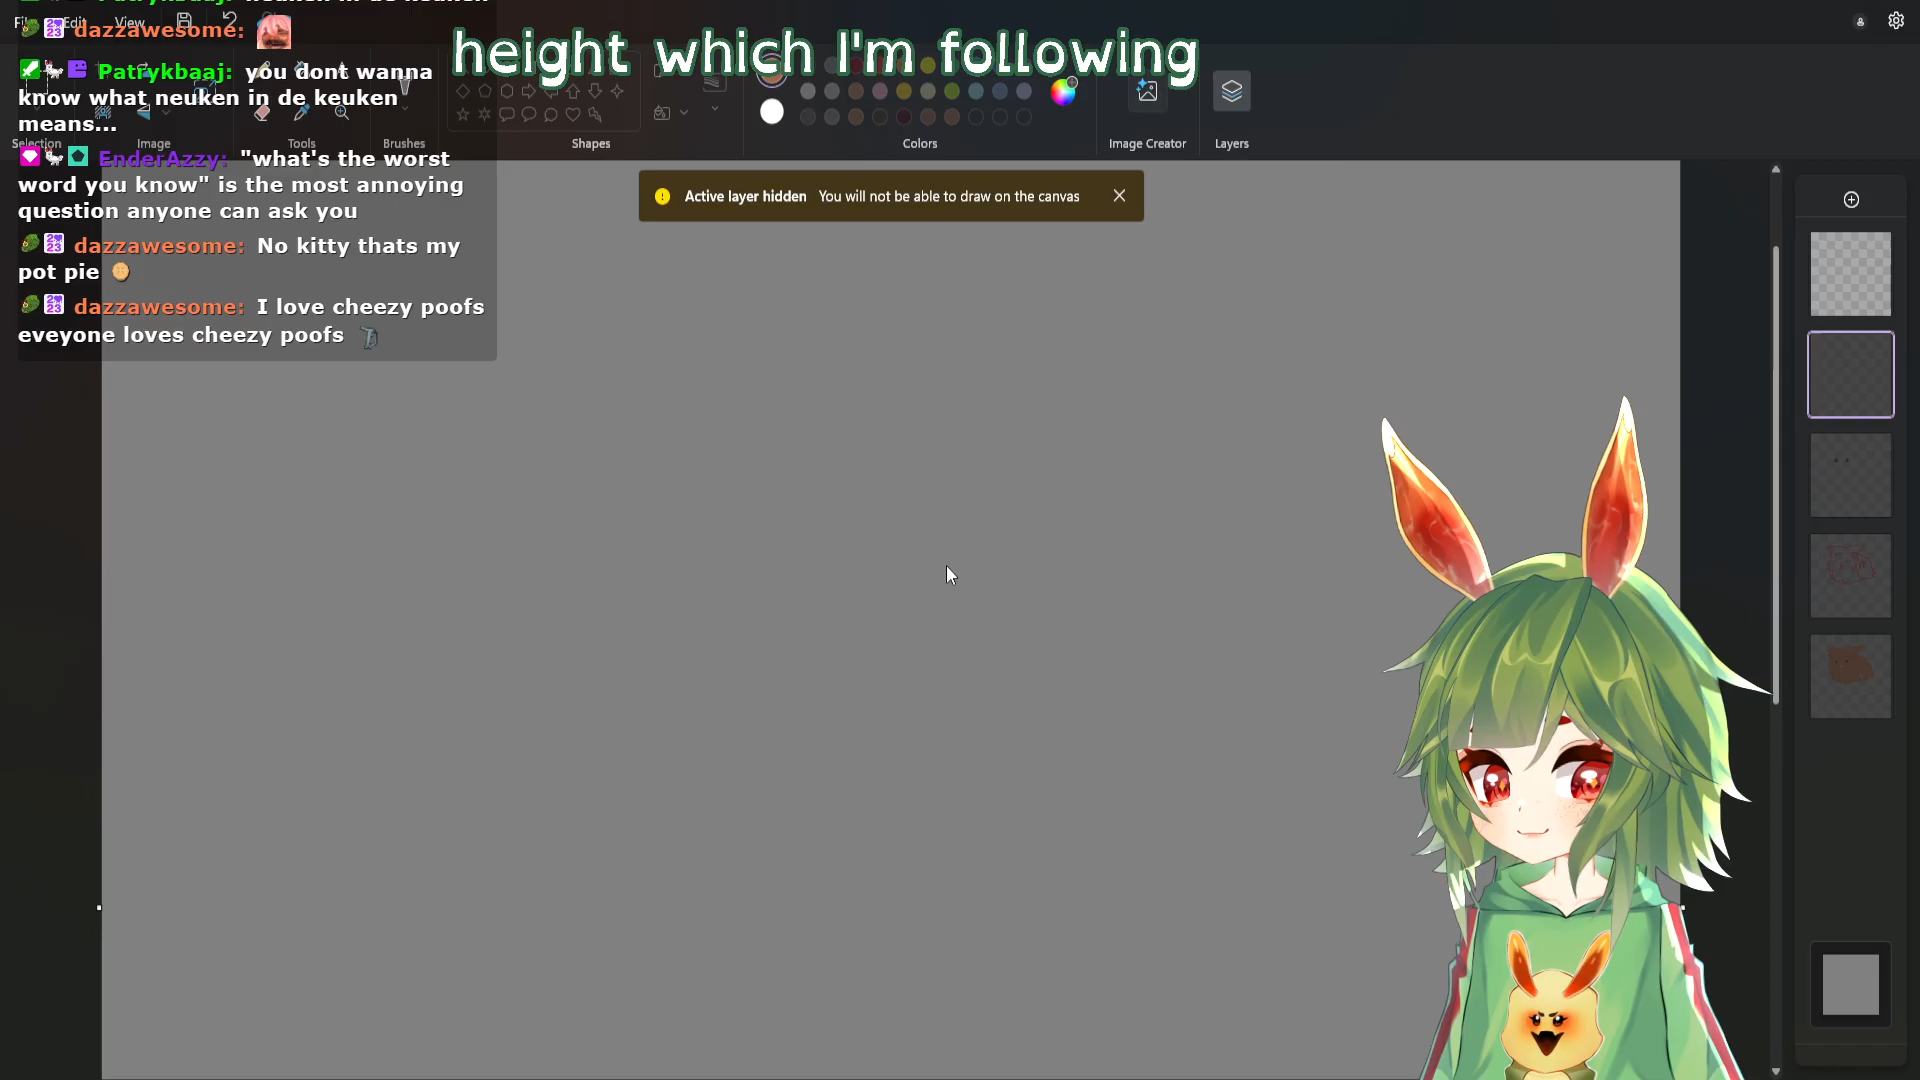 height which I'm following
Edit View
dazzawesome:
Patrykbaaj: you dont wanna
know what neuken in de keuken
means...
EnderAzzy: "what's the worst
word you know" is the most annoying
question anyone can ask you
dazzawesome: No kitty thats my
pot pie
dazzawesome: I love cheezy poofs
eveyone loves cheezy poofs
Selection Image Tools Brushes Shapes Colors Image Creator Layers
Active layer hidden You will not be able to draw on the canvas